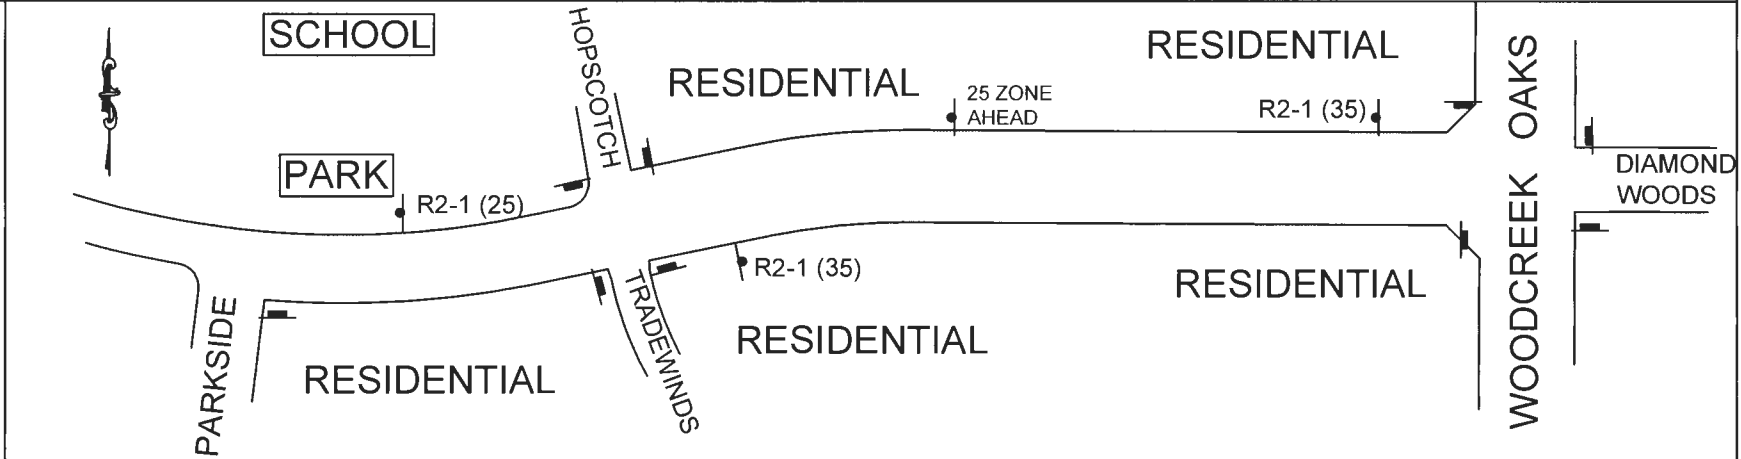 SCHOOL
HOPSCOTCH
RESIDENTIAL
RESIDENTIAL
WOODCREEK OAKS
25 ZONE
AHEAD
R2-1 (35)
PARK
R2-1 (25)
DIAMOND
WOODS
R2-1 (35)
TRADEWINDS
RESIDENTIAL
RESIDENTIAL
PARKSIDE
RESIDENTIAL